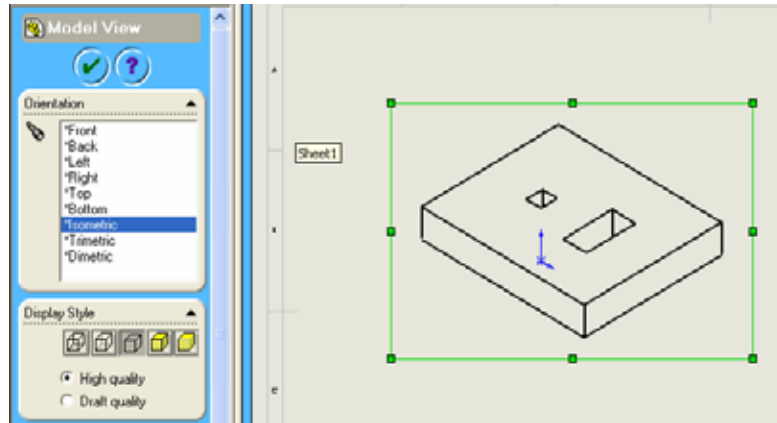 Model View
?
Orientation
*Front
*Back
*Left
*Right
*Top
*Bottom
*Isometric
*Trimetric
*Dimetric
Display Style
High quality
Draft quality
Sheet1